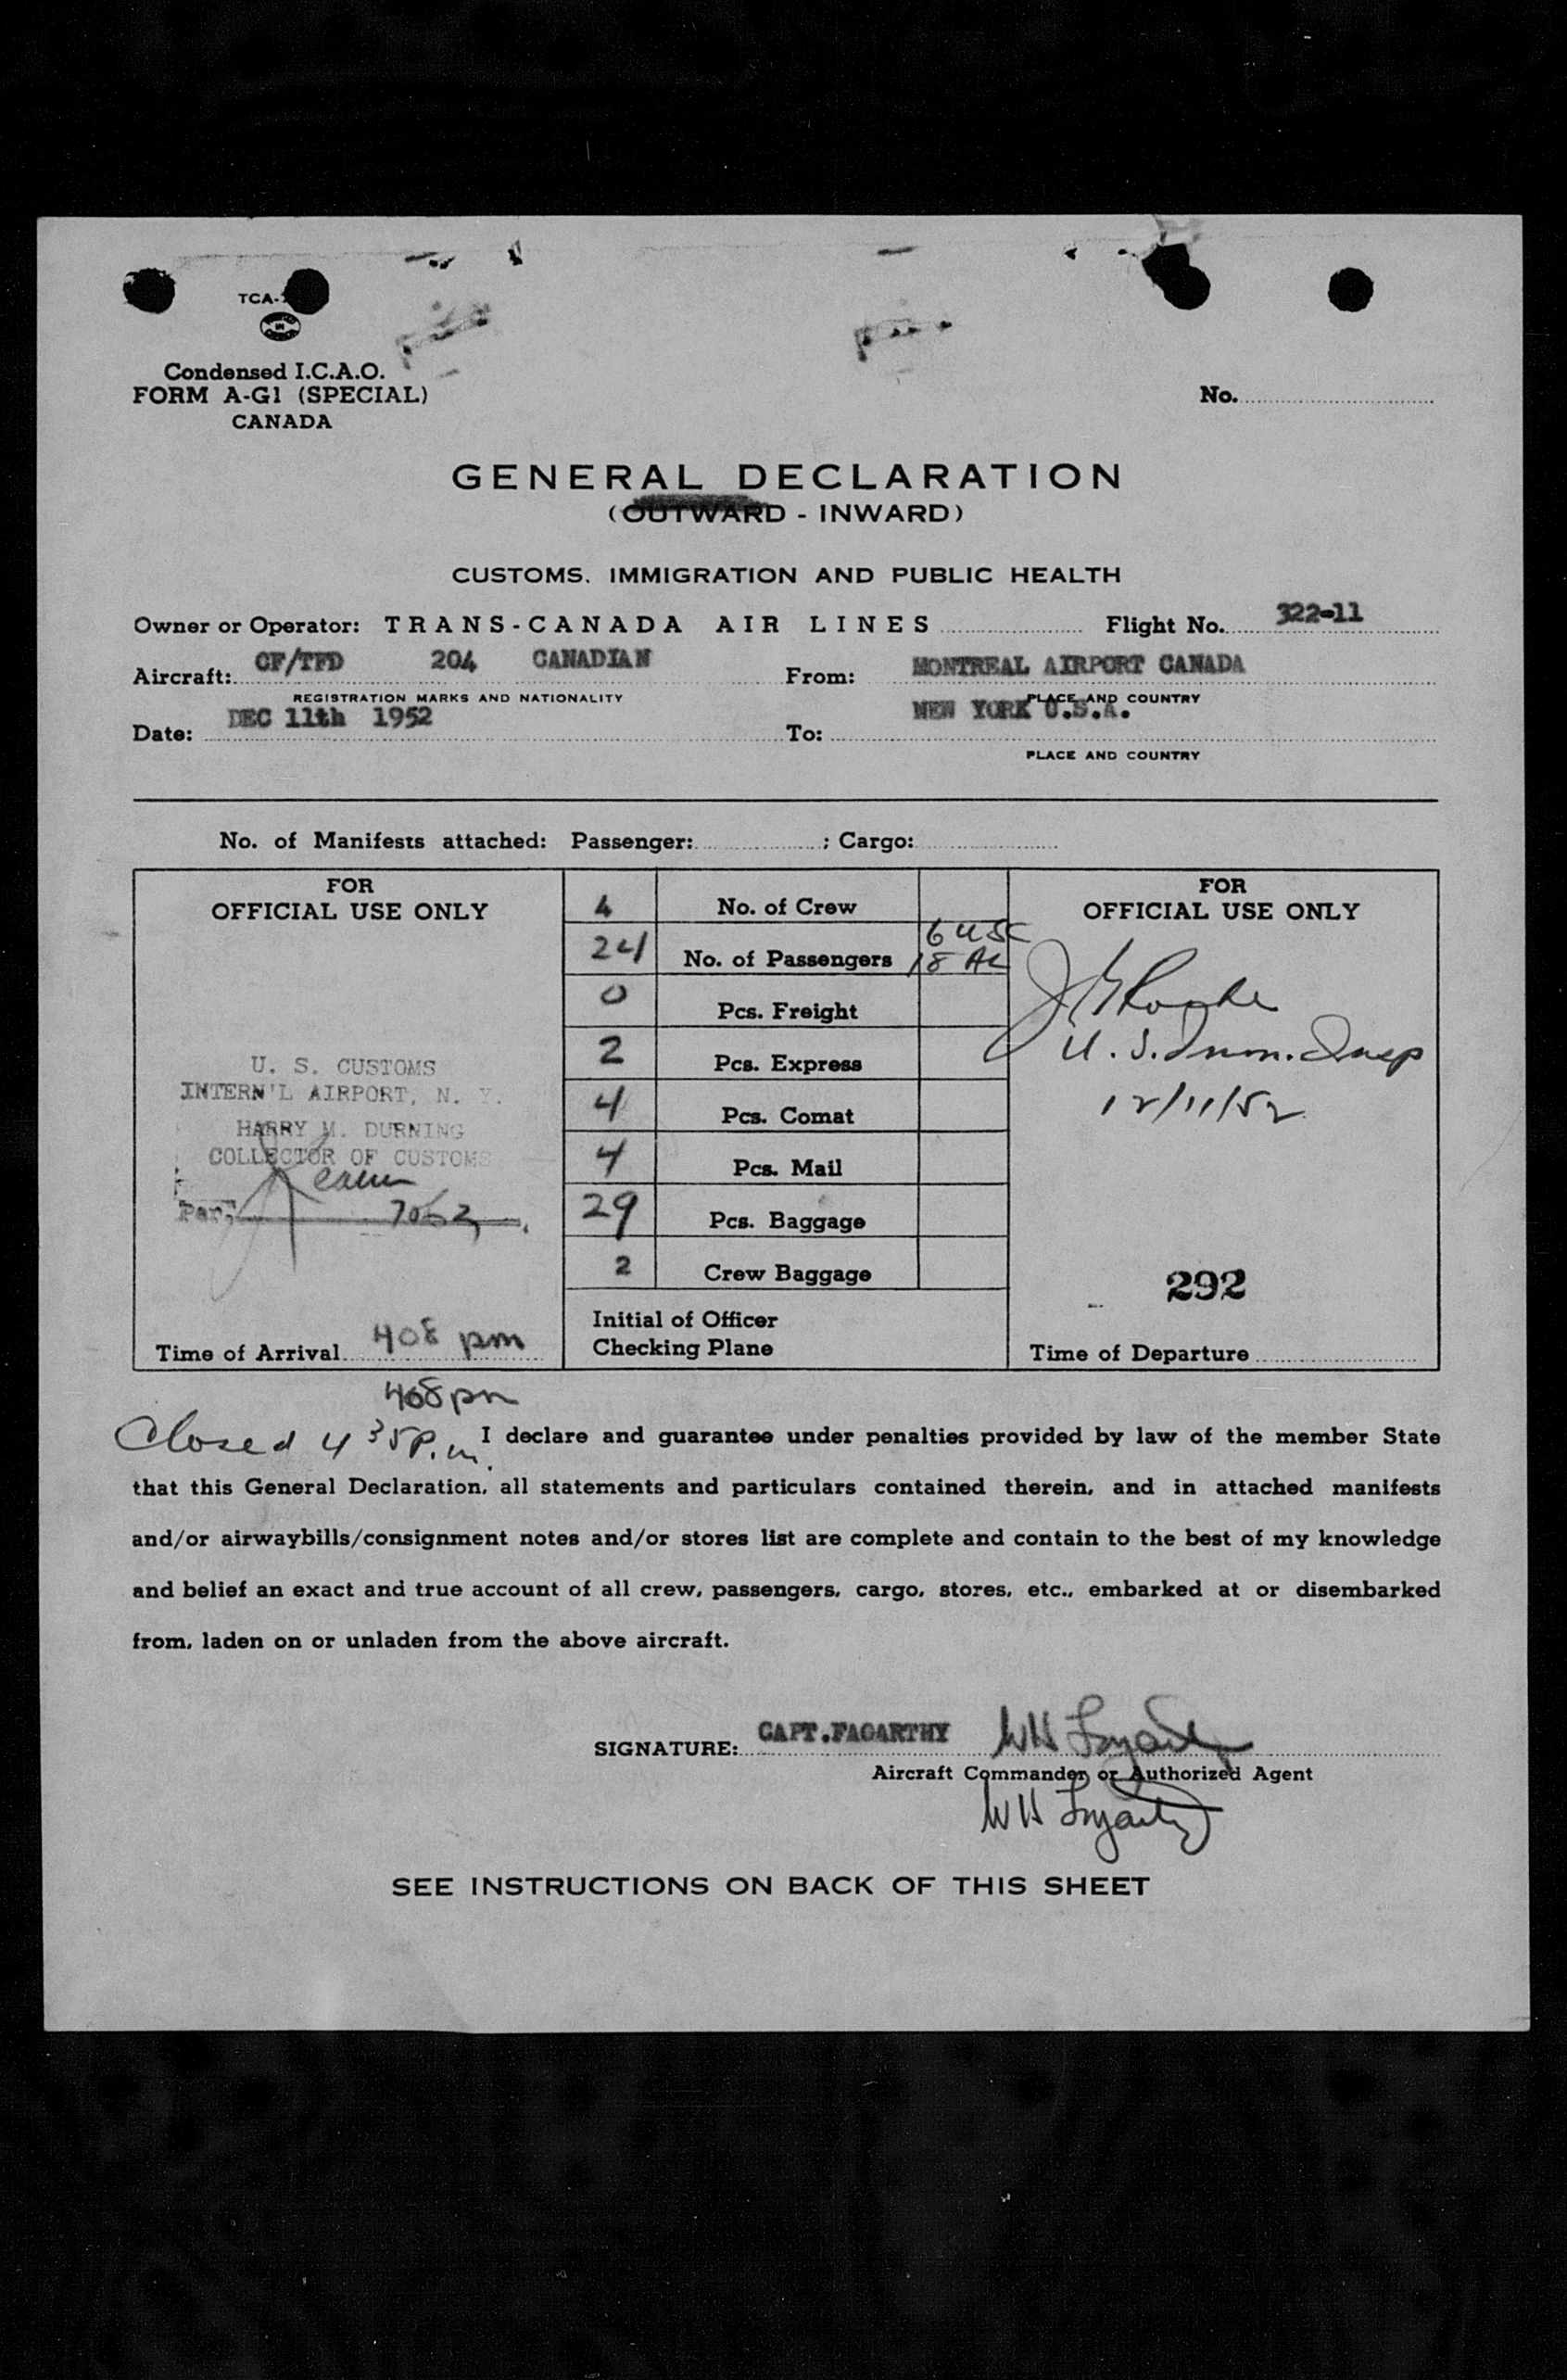 TCA-
Condensed I.C.A.O.
FORM A-G1 (SPECIAL)
CANADA
No.
GENERAL DECLARATION
(OUTWARD - INWARD)
CUSTOMS, IMMIGRATION AND PUBLIC HEALTH
Owner or Operator: TRANS-CANADA AIR LINES Flight No. 322-11
Aircraft: CF/TFD 204 CANADIAN From: MONTREAL AIRPORT CANADA
REGISTRATION MARKS AND NATIONALITY PLACE AND COUNTRY
Date: DEC 11th 1952 To: NEW YORK U.S.A.
PLACE AND COUNTRY
No. of Manifests attached: Passenger: ; Cargo:
FOR
OFFICIAL USE ONLY
U. S. CUSTOMS
INTERN'L AIRPORT, N. Y.
HARRY M. DURNING
COLLECTOR OF CUSTOMS
Per.
Time of Arrival 408 pm
4 No. of Crew
24 No. of Passengers 6 USC
18 AL
0 Pcs. Freight
2 Pcs. Express
4 Pcs. Comat
4 Pcs. Mail
29 Pcs. Baggage
2 Crew Baggage
Initial of Officer
Checking Plane
FOR
OFFICIAL USE ONLY
U. S. Imm. Insp
12/11/52
292
Time of Departure
408 pm
Closed 4 35 P.m.
I declare and guarantee under penalties provided by law of the member State
that this General Declaration, all statements and particulars contained therein, and in attached manifests
and/or airwaybills/consignment notes and/or stores list are complete and contain to the best of my knowledge
and belief an exact and true account of all crew, passengers, cargo, stores, etc., embarked at or disembarked
from, laden on or unladen from the above aircraft.
SIGNATURE: CAPT.FAGARTHY
Aircraft Commander or Authorized Agent
SEE INSTRUCTIONS ON BACK OF THIS SHEET